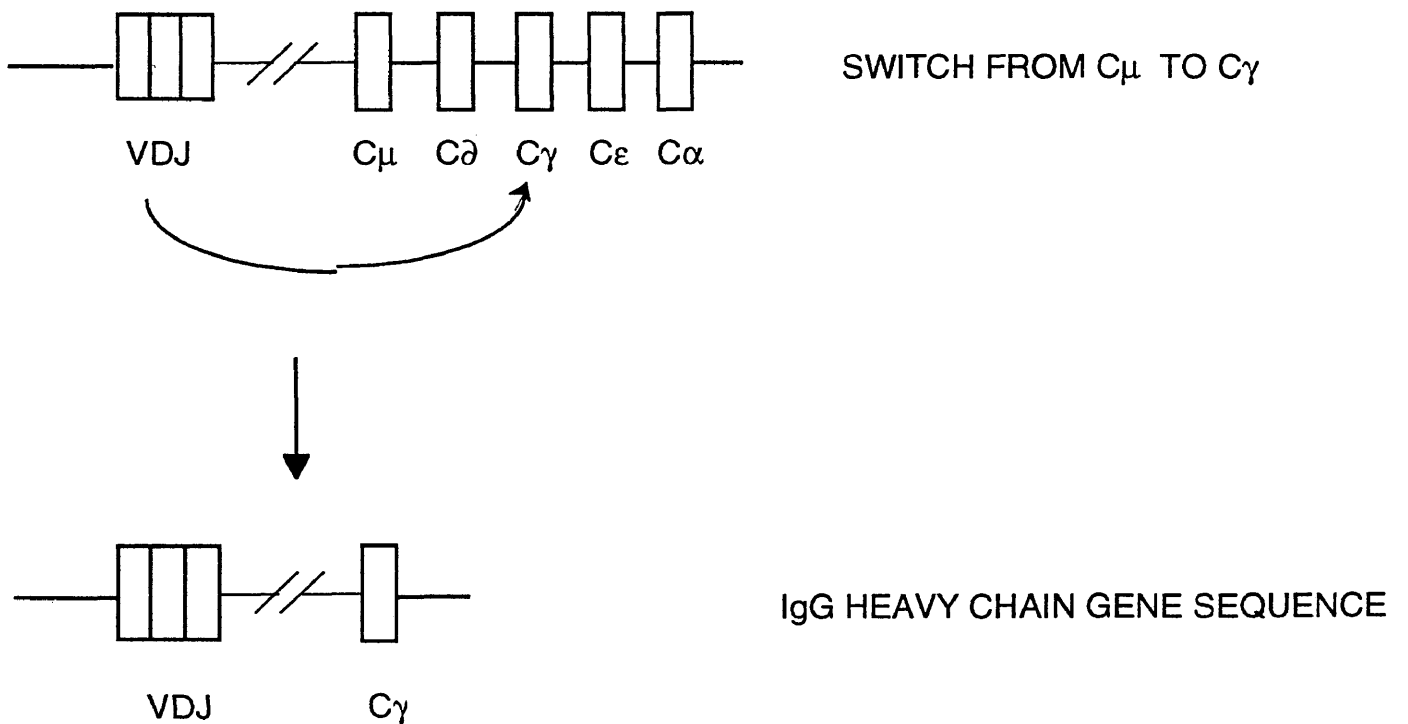 SWITCH FROM Cμ TO Cγ
VDJ Cμ C∂ Cγ Cε Cα
IgG HEAVY CHAIN GENE SEQUENCE
VDJ Cγ